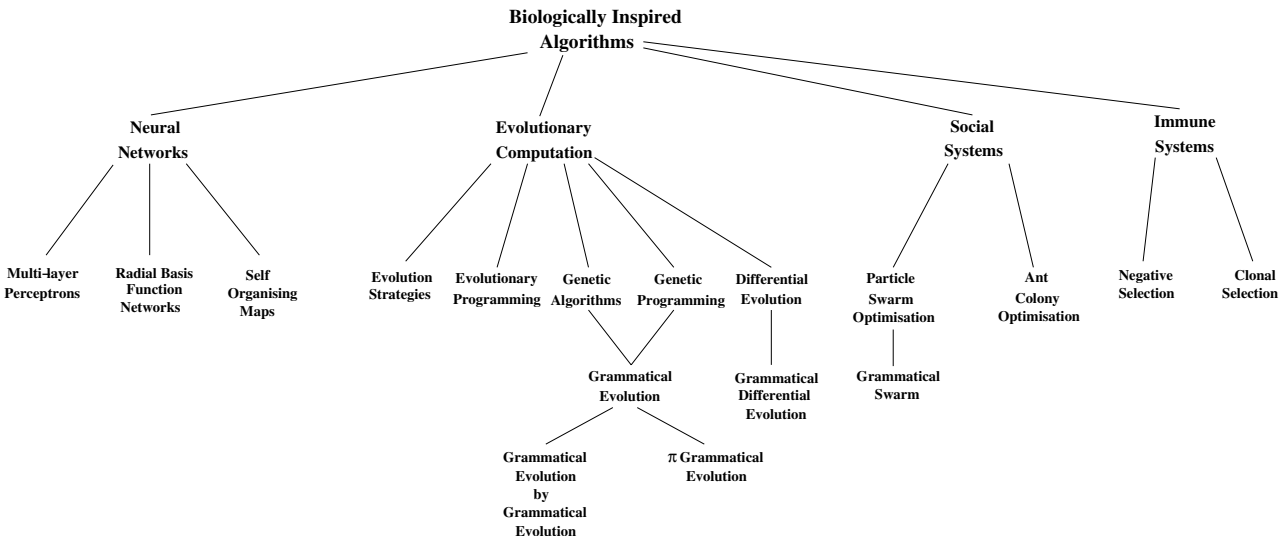 Biologically Inspired
Algorithms
Neural
Networks
Evolutionary
Computation
Social
Systems
Immune
Systems
Multi-layer
Perceptrons
Radial Basis
Function
Networks
Self
Organising
Maps
Evolution
Strategies
Evolutionary
Programming
Genetic
Algorithms
Genetic
Programming
Differential
Evolution
Particle
Swarm
Optimisation
Ant
Colony
Optimisation
Negative
Selection
Clonal
Selection
Grammatical
Evolution
Grammatical
Differential
Evolution
Grammatical
Swarm
Grammatical
Evolution
by
Grammatical
Evolution
π Grammatical
Evolution